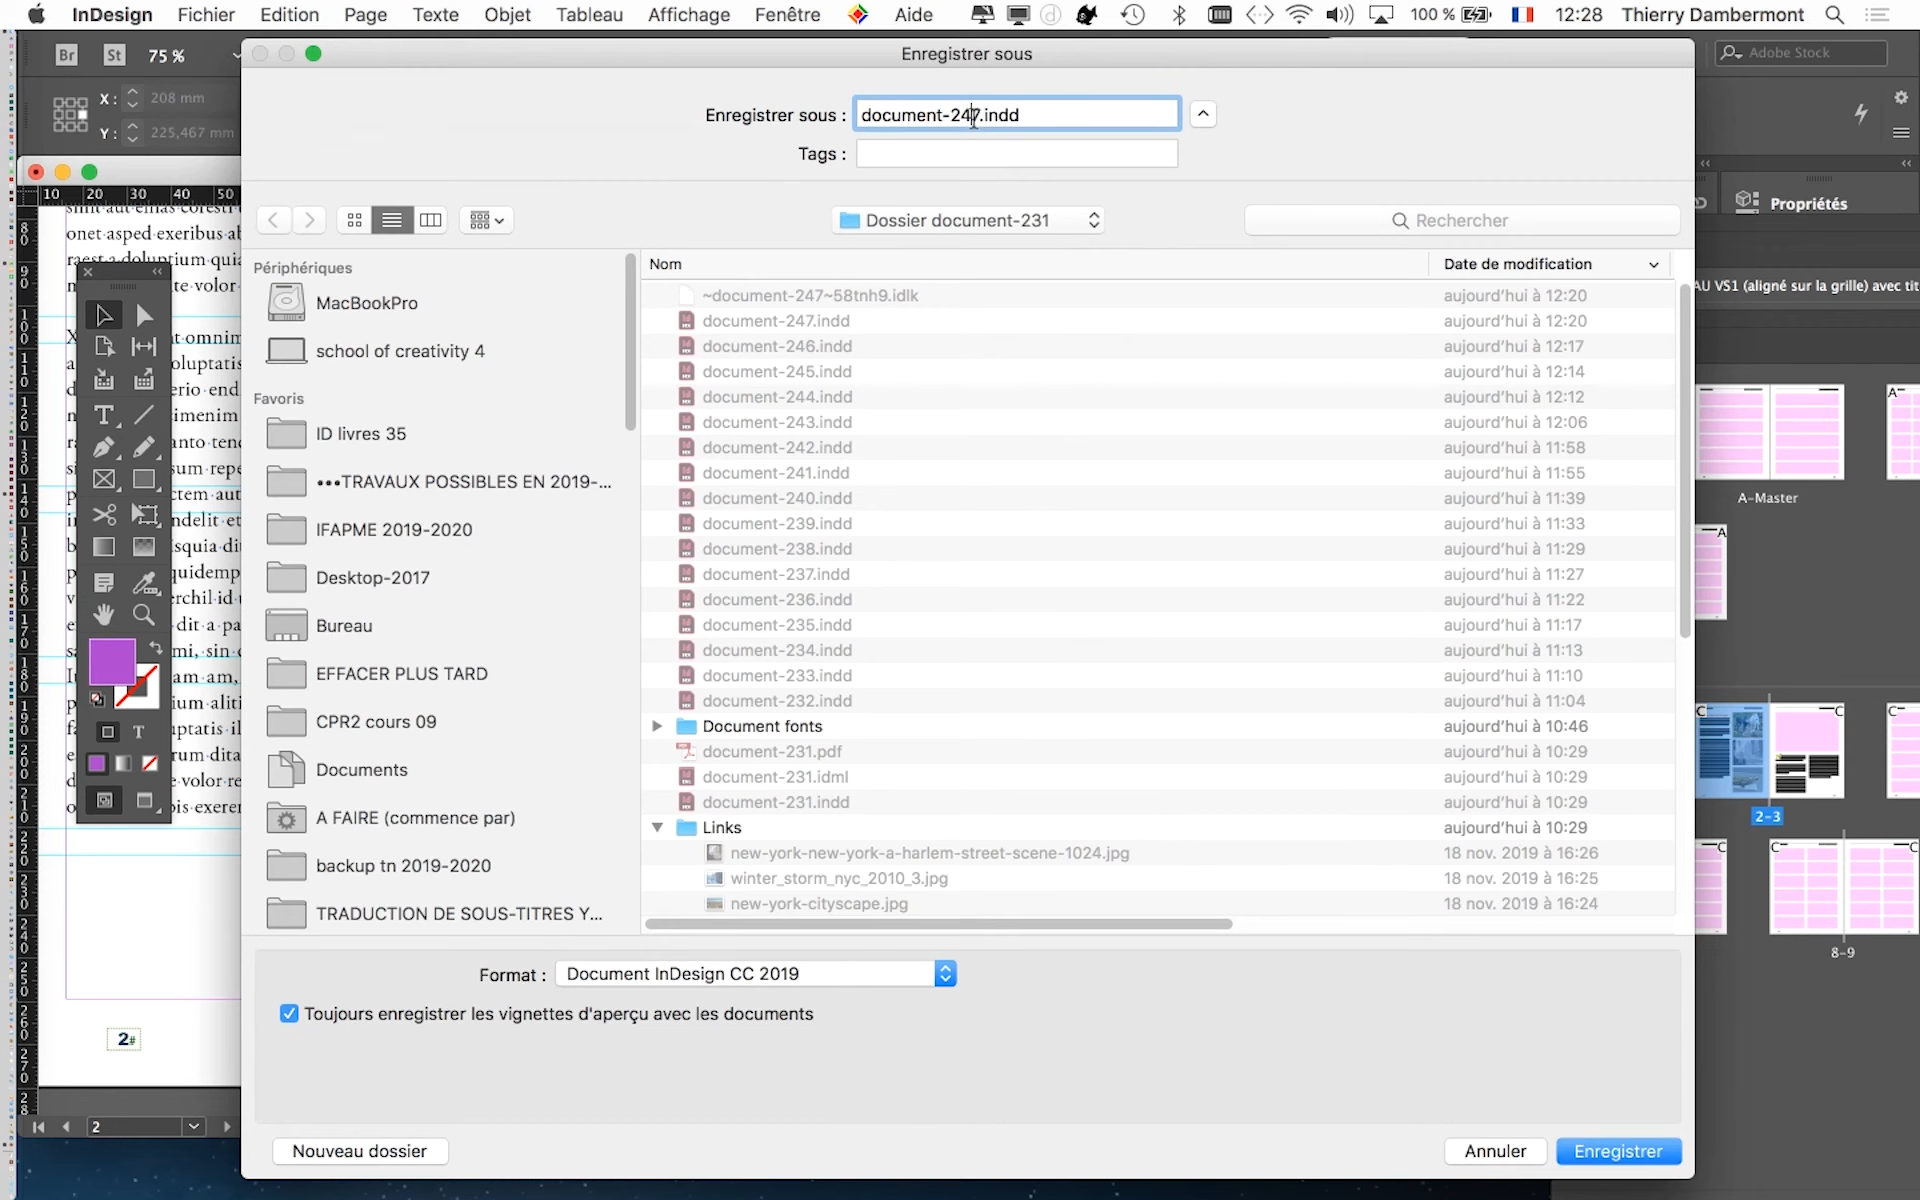 InDesign Fichier Edition Page Texte Objet Tableau Affichage Fenêtre Aide 100 % 12:28 Thierry Dambermont
Br St 75 %
Adobe Stock
X : 208 mm
Y : 225,467 mm
Enregistrer sous
Enregistrer sous : document-247.indd
Tags :
10 20 30 40 50
Dossier document-231
Rechercher
Propriétés
Périphériques
MacBookPro
school of creativity 4
Favoris
ID livres 35
•••TRAVAUX POSSIBLES EN 2019-...
IFAPME 2019-2020
Desktop-2017
Bureau
EFFACER PLUS TARD
CPR2 cours 09
Documents
A FAIRE (commence par)
backup tn 2019-2020
TRADUCTION DE SOUS-TITRES Y...
Nom Date de modification
~document-247~58tnh9.idlk aujourd'hui à 12:20
document-247.indd aujourd'hui à 12:20
document-246.indd aujourd'hui à 12:17
document-245.indd aujourd'hui à 12:14
document-244.indd aujourd'hui à 12:12
document-243.indd aujourd'hui à 12:06
document-242.indd aujourd'hui à 11:58
document-241.indd aujourd'hui à 11:55
document-240.indd aujourd'hui à 11:39
document-239.indd aujourd'hui à 11:33
document-238.indd aujourd'hui à 11:29
document-237.indd aujourd'hui à 11:27
document-236.indd aujourd'hui à 11:22
document-235.indd aujourd'hui à 11:17
document-234.indd aujourd'hui à 11:13
document-233.indd aujourd'hui à 11:10
document-232.indd aujourd'hui à 11:04
Document fonts aujourd'hui à 10:46
document-231.pdf aujourd'hui à 10:29
document-231.idml aujourd'hui à 10:29
document-231.indd aujourd'hui à 10:29
Links aujourd'hui à 10:29
new-york-new-york-a-harlem-street-scene-1024.jpg 18 nov. 2019 à 16:26
winter_storm_nyc_2010_3.jpg 18 nov. 2019 à 16:25
new-york-cityscape.jpg 18 nov. 2019 à 16:24
AU VS1 (aligné sur la grille) avec tit
A-Master
2-3
8-9
Format : Document InDesign CC 2019
Toujours enregistrer les vignettes d'aperçu avec les documents
2#
2
Nouveau dossier
Annuler
Enregistrer